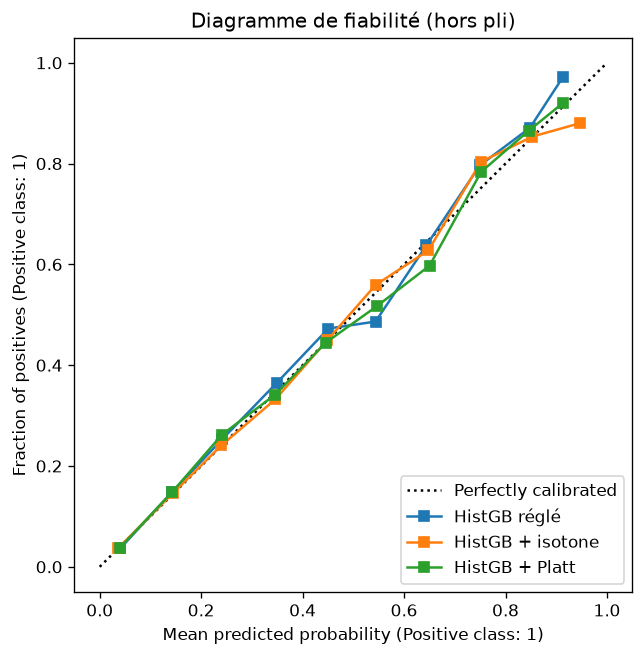 Diagramme de fiabilité (hors pli)
Fraction of positives (Positive class: 1)
1.0
0.8
0.6
0.4
0.2
0.0
Perfectly calibrated
HistGB réglé
HistGB + isotone
HistGB + Platt
0.0 0.2 0.4 0.6 0.8 1.0
Mean predicted probability (Positive class: 1)